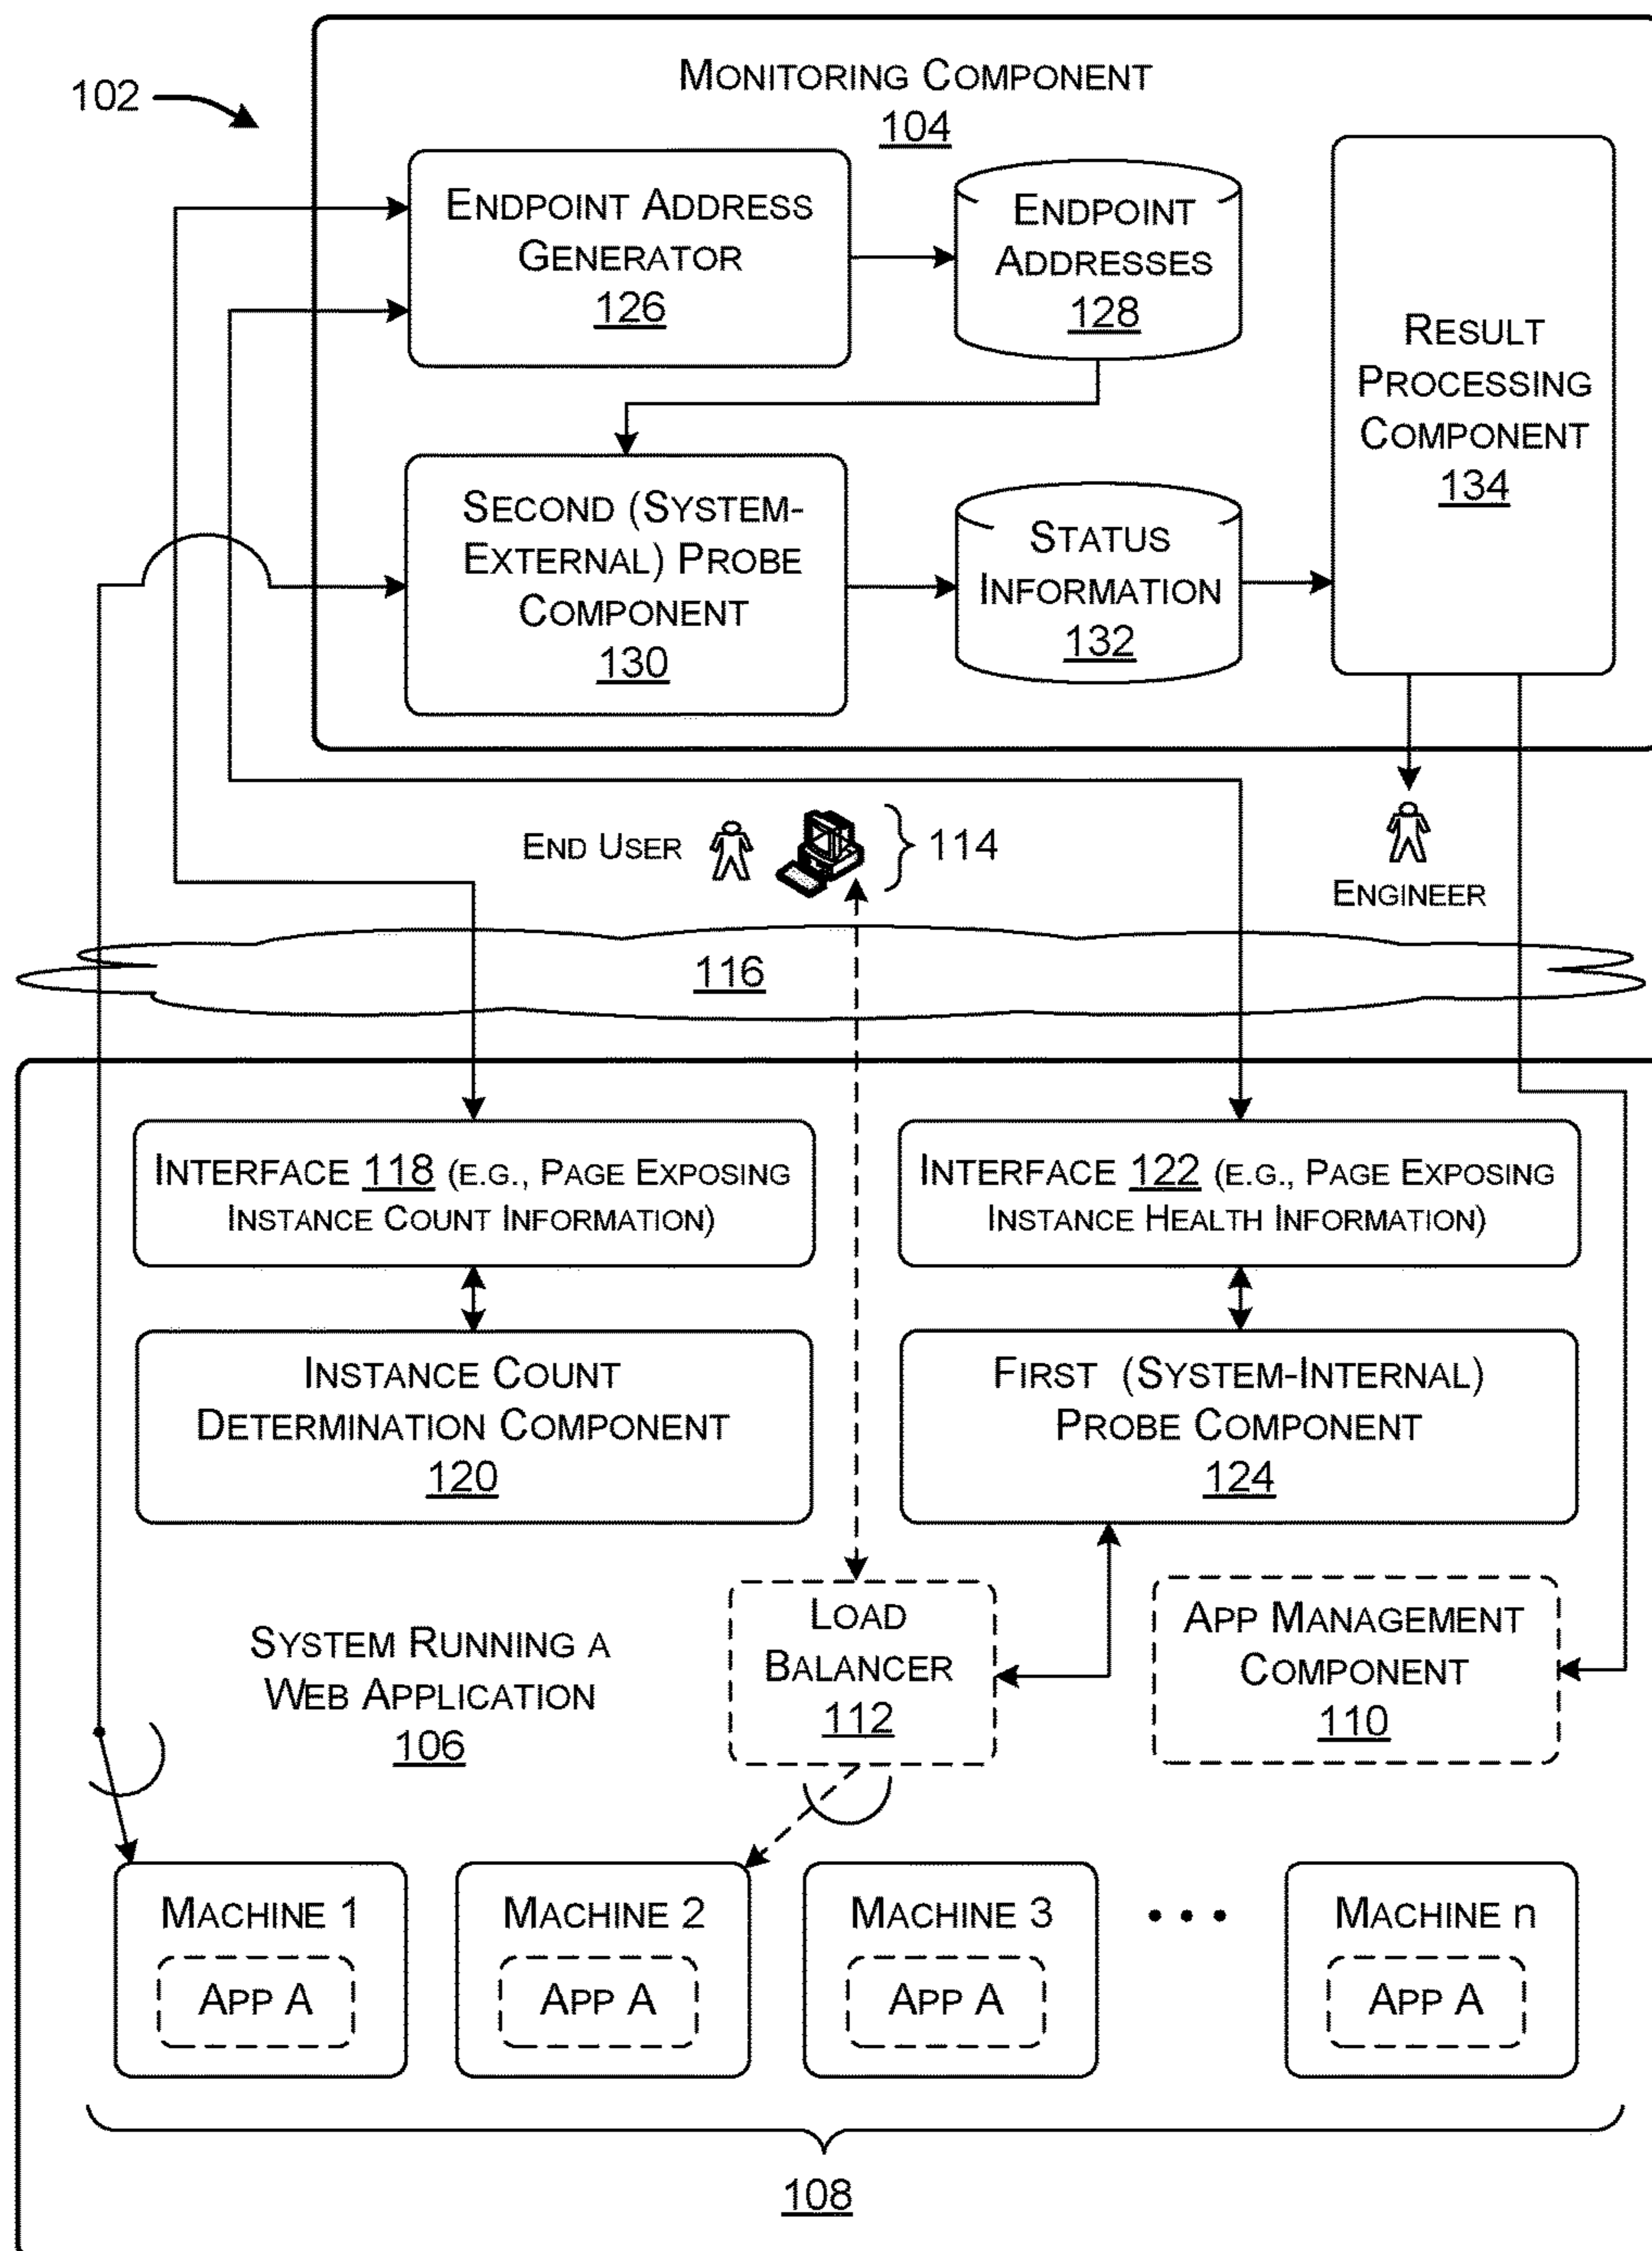 102
MONITORING COMPONENT
104
ENDPOINT ADDRESS
GENERATOR
126
ENDPOINT
ADDRESSES
128
RESULT
PROCESSING
COMPONENT
134
SECOND (SYSTEM-
EXTERNAL) PROBE
COMPONENT
130
STATUS
INFORMATION
132
END USER
114
ENGINEER
116
INTERFACE 118 (E.G., PAGE EXPOSING
INSTANCE COUNT INFORMATION)
INTERFACE 122 (E.G., PAGE EXPOSING
INSTANCE HEALTH INFORMATION)
INSTANCE COUNT
DETERMINATION COMPONENT
120
FIRST (SYSTEM-INTERNAL)
PROBE COMPONENT
124
SYSTEM RUNNING A
WEB APPLICATION
106
LOAD
BALANCER
112
APP MANAGEMENT
COMPONENT
110
MACHINE 1
APP A
MACHINE 2
APP A
MACHINE 3
APP A
• • •
MACHINE n
APP A
108